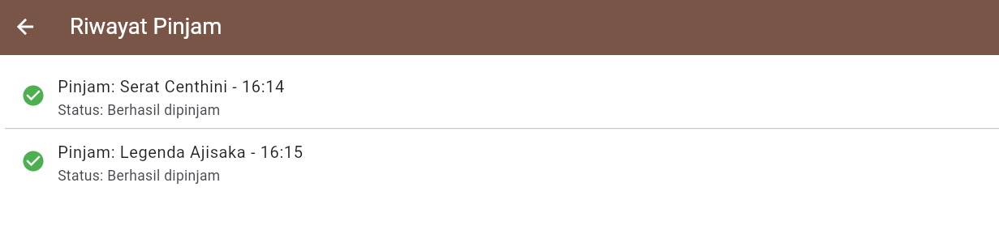 Riwayat Pinjam
Pinjam: Serat Centhini - 16:14
Status: Berhasil dipinjam
Pinjam: Legenda Ajisaka - 16:15
Status: Berhasil dipinjam